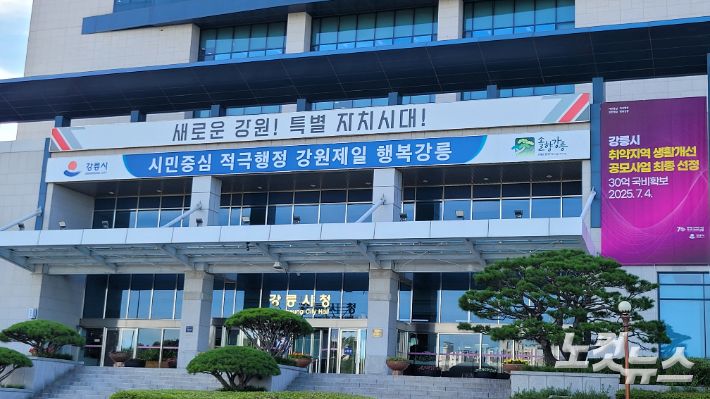 새로운 강원! 특별 자치시대!
강릉시
시민중심 적극행정 강원제일 행복강릉
솔향강릉
강릉시
취약지역 생활개선
공모사업 최종 선정
30억 국비확보
2025. 7. 4.
강릉시청
Gangneung City Hall
노컷뉴스